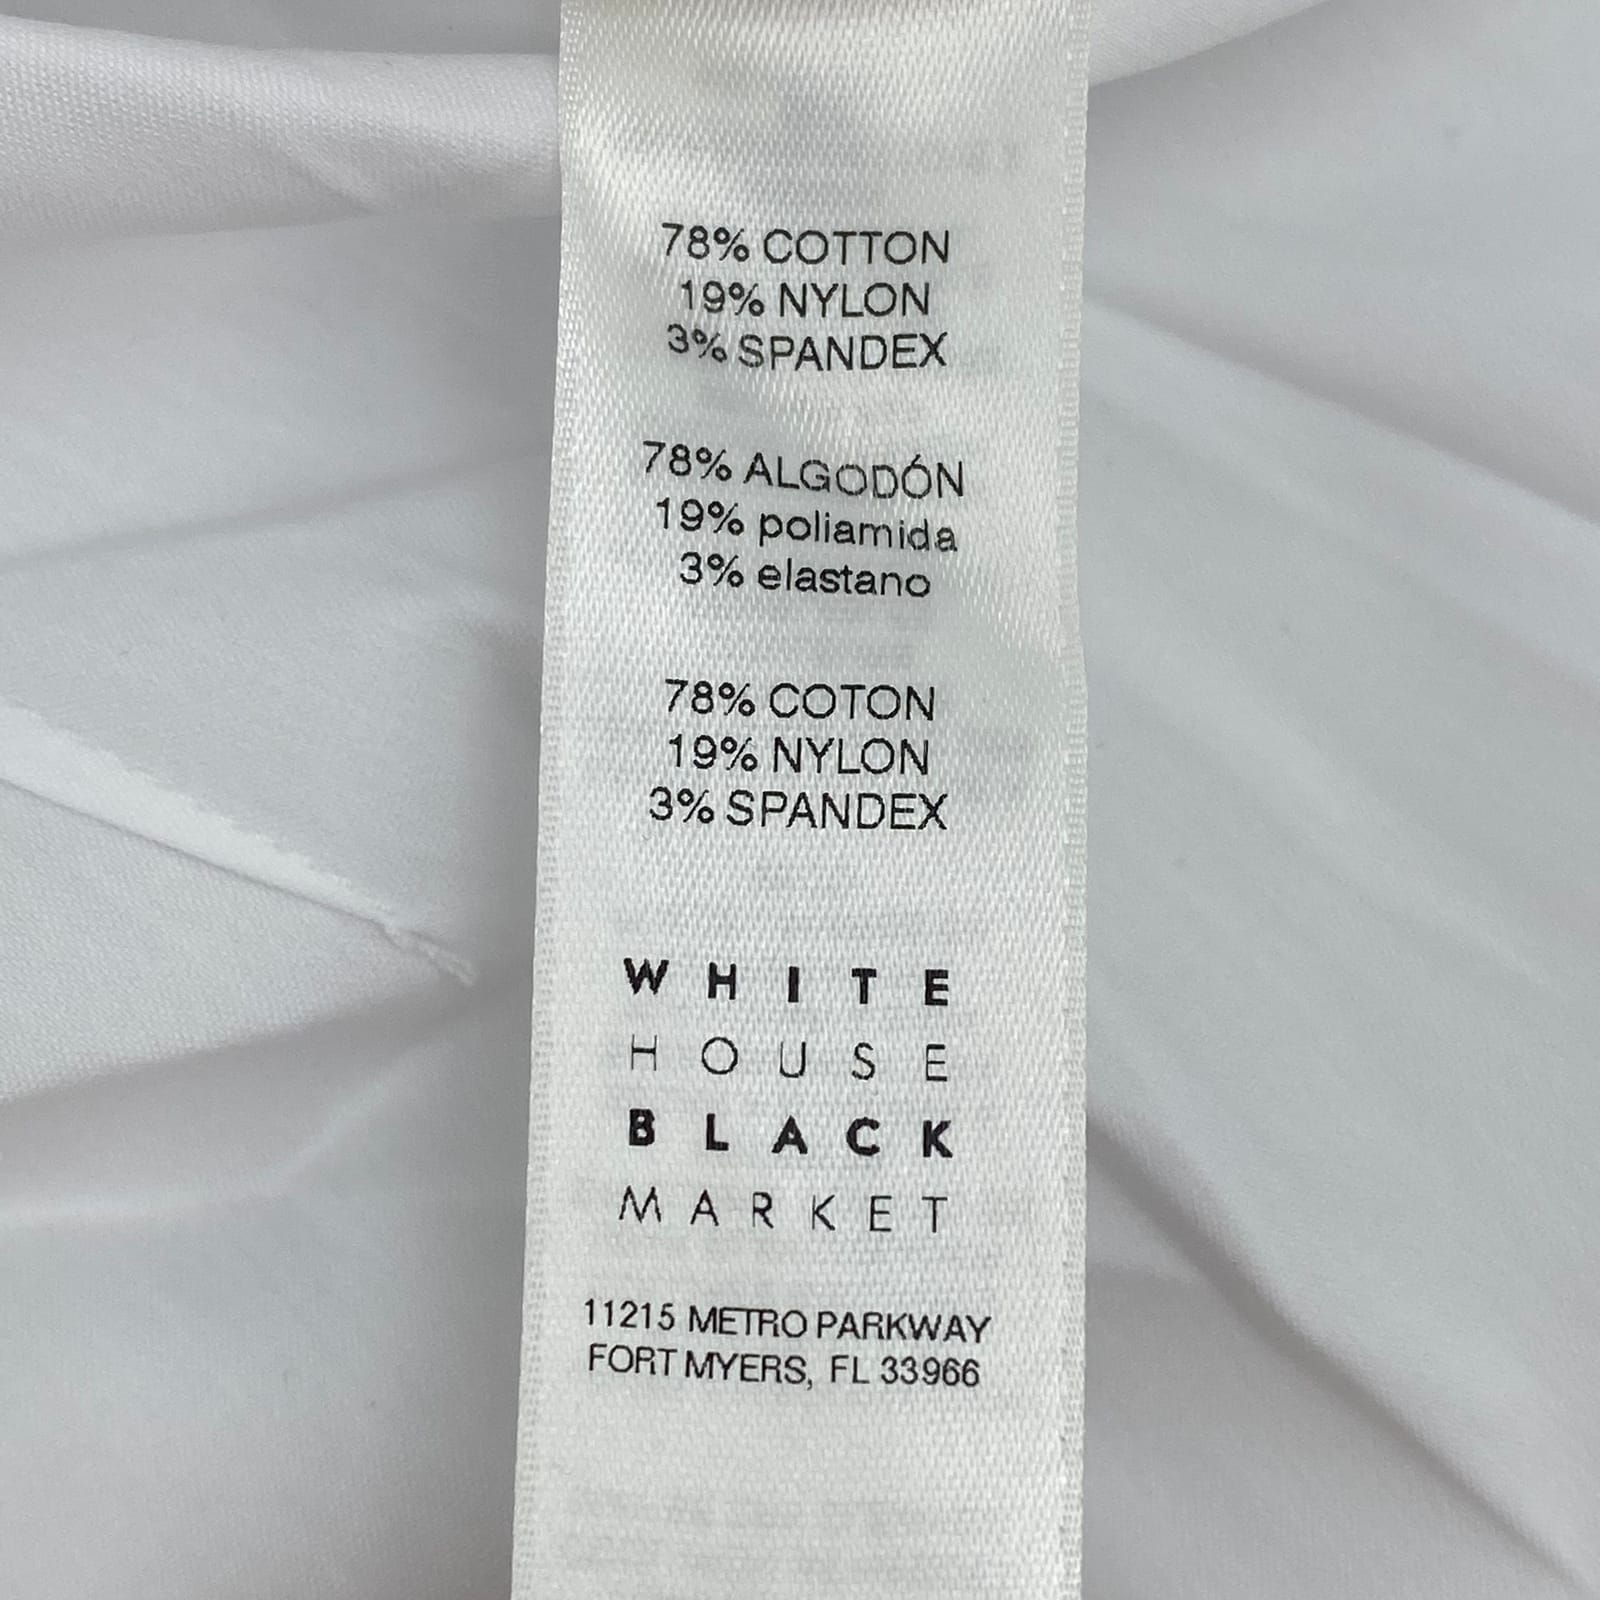 78% COTTON
19% NYLON
3% SPANDEX
78% ALGODÓN
19% poliamida
3% elastano
78% COTON
19% NYLON
3% SPANDEX
WHITE
HOUSE
BLACK
MARKET
11215 METRO PARKWAY
FORT MYERS, FL 33966